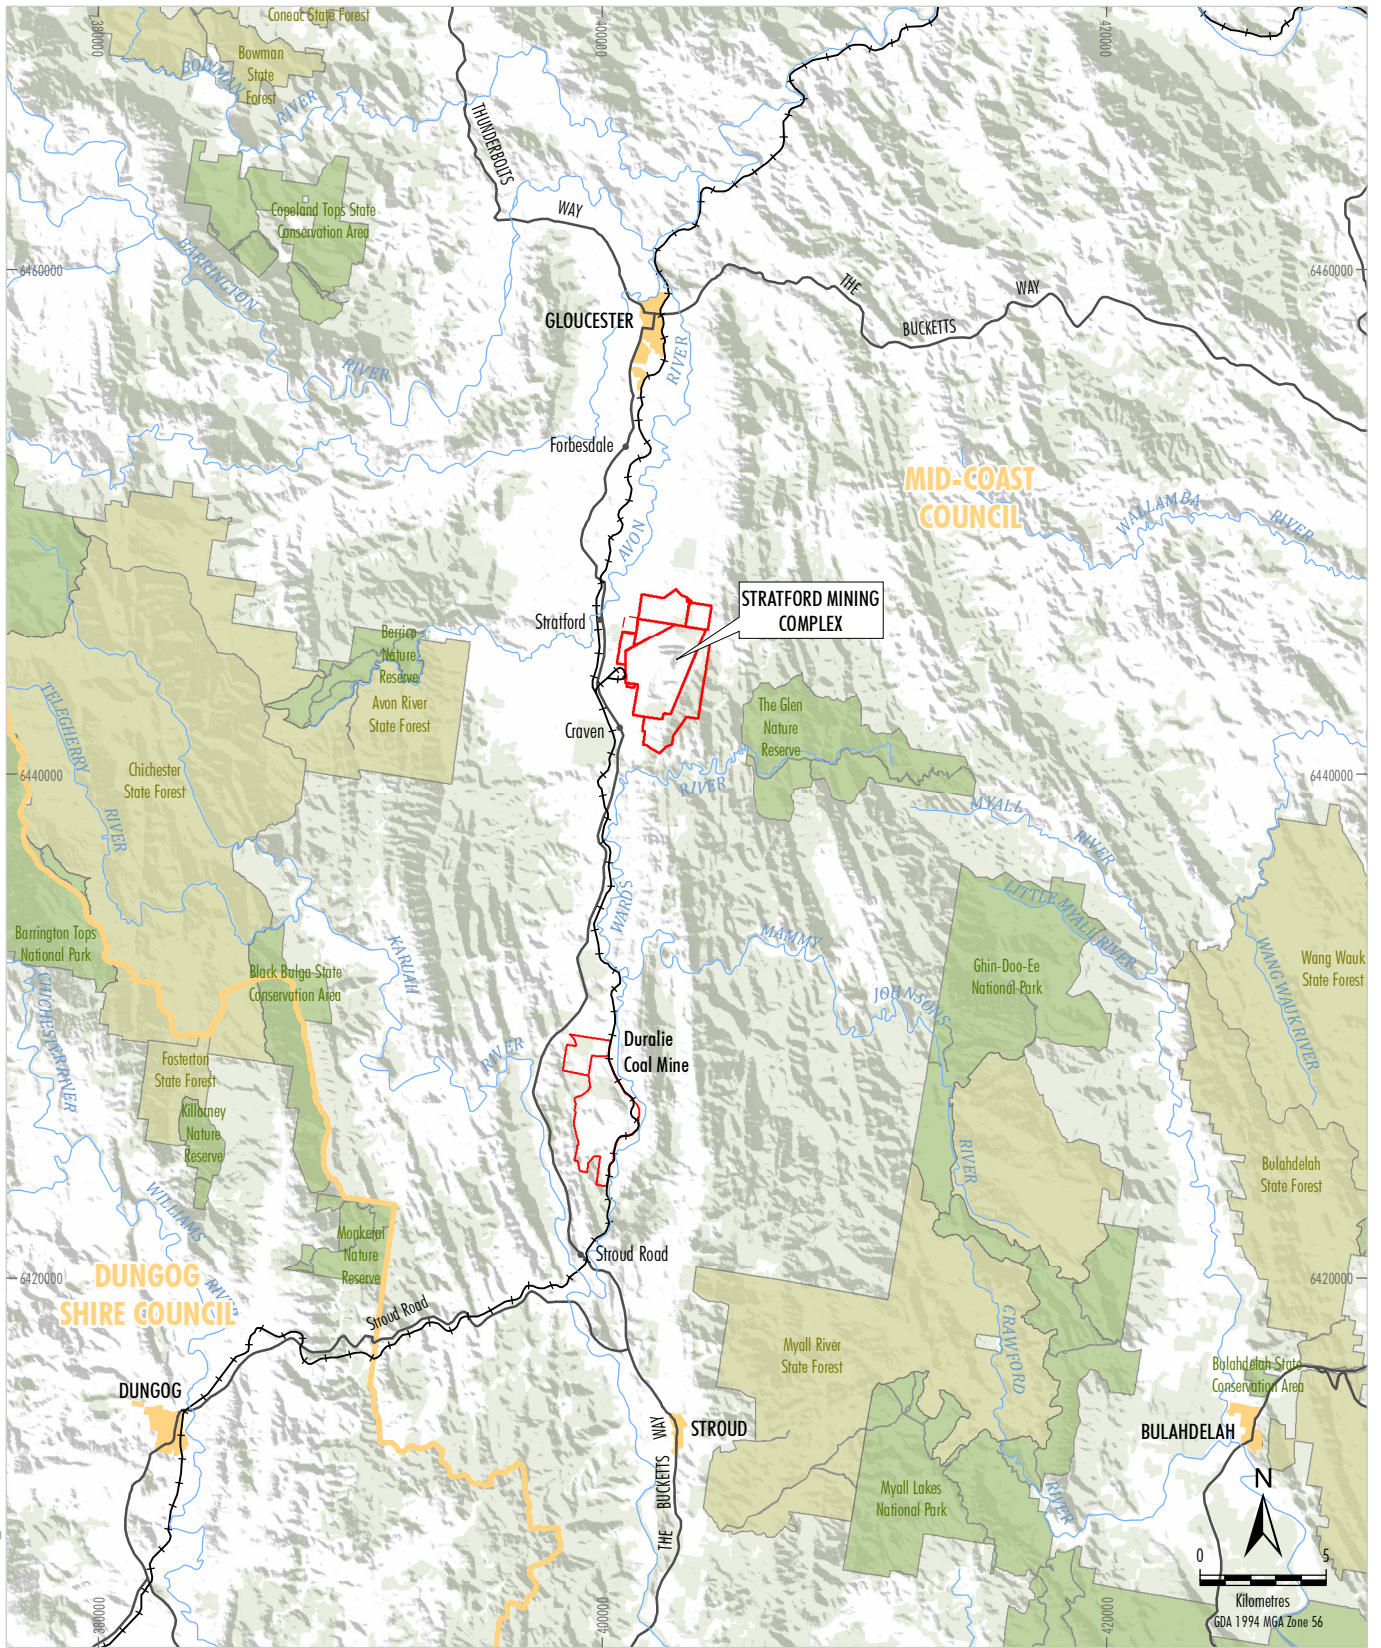 Coneac State Forest
380000
400000
420000
Bowman
State
Forest
BOWMAN
RIVER
THUNDERBOLTS
WAY
Copeland Tops State
Conservation Area
BARRINGTON
RIVER
6460000
6460000
THE
BUCKETTS
WAY
GLOUCESTER
RIVER
Forbesdale
MID-COAST
COUNCIL
WALLAMBA
RIVER
AVON
STRATFORD MINING
COMPLEX
Stratford
Berrico
Nature
Reserve
Avon River
State Forest
TELEGHERRY
RIVER
The Glen
Nature
Reserve
Craven
Chichester
State Forest
6440000
6440000
RIVER
MYALL
RIVER
LITTLE MYALL RIVER
WARDS
MAMMY
JOHNSONS
RIVER
Barrington Tops
National Park
KARUAH
RIVER
Black Bulga State
Conservation Area
Ghin-Doo-Ee
National Park
Wang Wauk
State Forest
WANG WAUK RIVER
CHICHESTER RIVER
Duralie
Coal Mine
Fosterton
State Forest
Killarney
Nature
Reserve
Bulahdelah
State Forest
WILLIAMS
RIVER
Monkerai
Nature
Reserve
Stroud Road
6420000
6420000
DUNGOG
SHIRE COUNCIL
Stroud Road
CRAWFORD
RIVER
Myall River
State Forest
Bulahdelah State
Conservation Area
DUNGOG
STROUD
BULAHDELAH
THE BUCKETTS WAY
Myall Lakes
National Park
N
0
5
Kilometres
GDA 1994 MGA Zone 56
380000
400000
420000